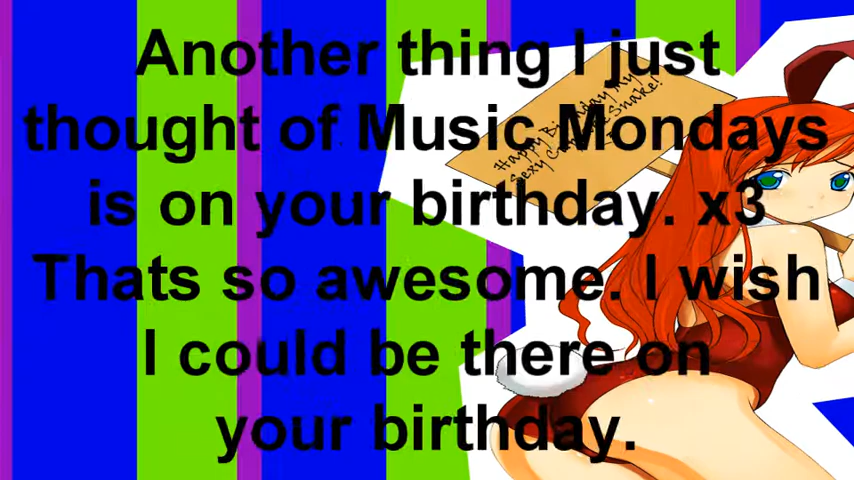 Another thing I just
thought of Music Mondays
is on your birthday. x3
Thats so awesome. I wish
I could be there on
your birthday.
Happy Birthday My
Sexy Snake!